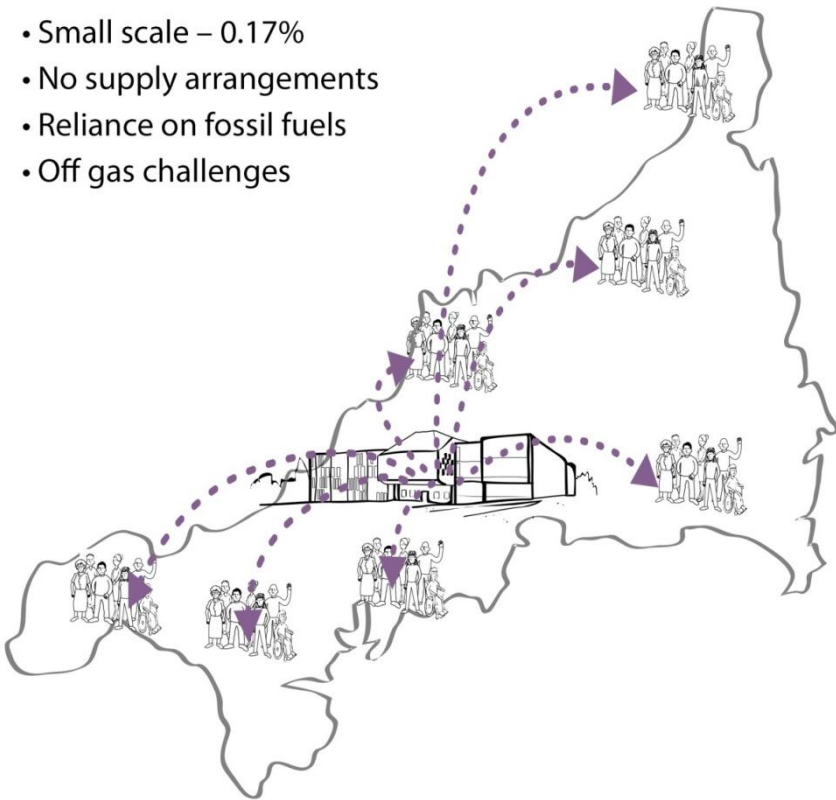 • Small scale – 0.17%
• No supply arrangements
• Reliance on fossil fuels
• Off gas challenges